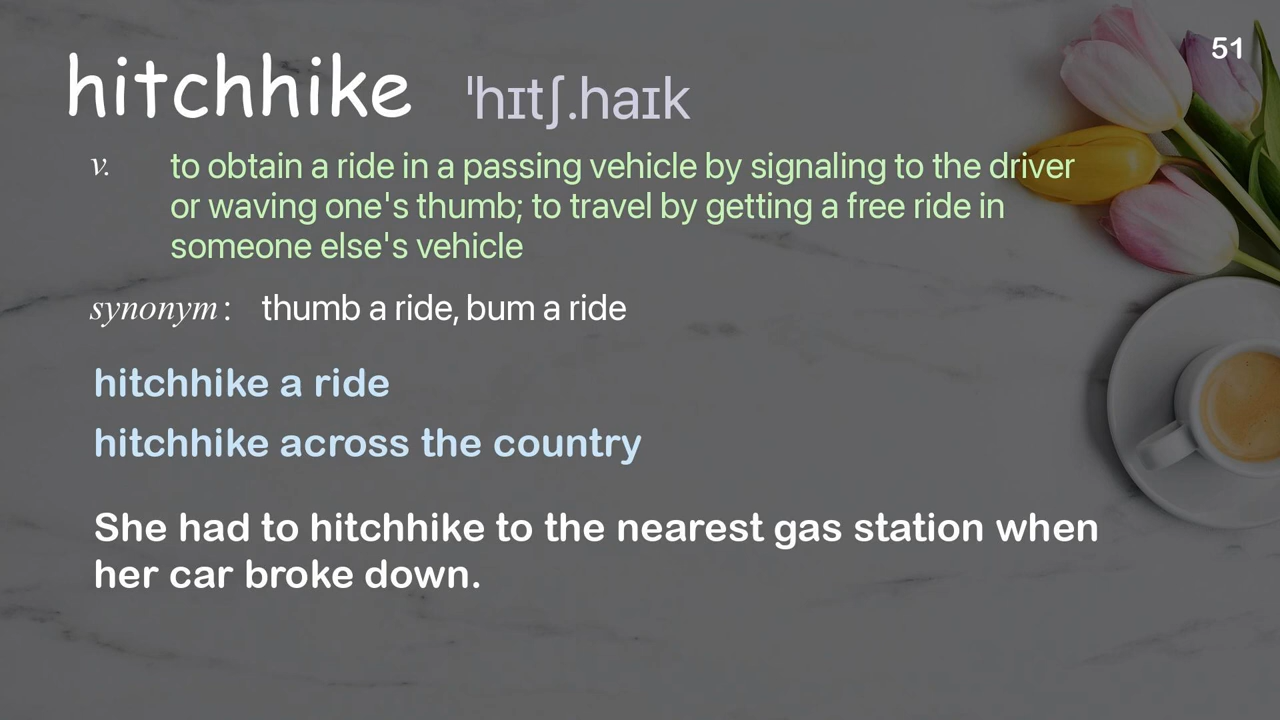 51
hitchhike ˈhɪtʃ.haɪk
v. to obtain a ride in a passing vehicle by signaling to the driver
or waving one's thumb; to travel by getting a free ride in
someone else's vehicle
synonym: thumb a ride, bum a ride
hitchhike a ride
hitchhike across the country
She had to hitchhike to the nearest gas station when
her car broke down.